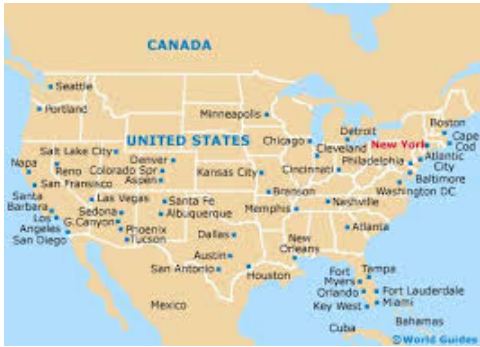 CANADA
Seattle
Portland
Minneapolis
Boston
Detroit
New York
Cape
Cod
UNITED STATES
Chicago
Cleveland
Salt Lake City
Denver
Philadelphia
Atlantic
City
Napa
Reno
Colorado Spr
Aspen
Kansas City
Cincinnati
Baltimore
San Fransisco
Washington DC
Santa
Barbara
Las Vegas
Santa Fe
Branson
Nashville
Sedona
Albuquerque
Memphis
Los
Angeles
G.Canyon
Phoenix
Tucson
San Diego
Dallas
Atlanta
New
Orleans
Austin
San Antonio
Houston
Fort
Myers
Tampa
Orlando
Fort Lauderdale
Key West
Miami
Mexico
Bahamas
Cuba
©World Guides